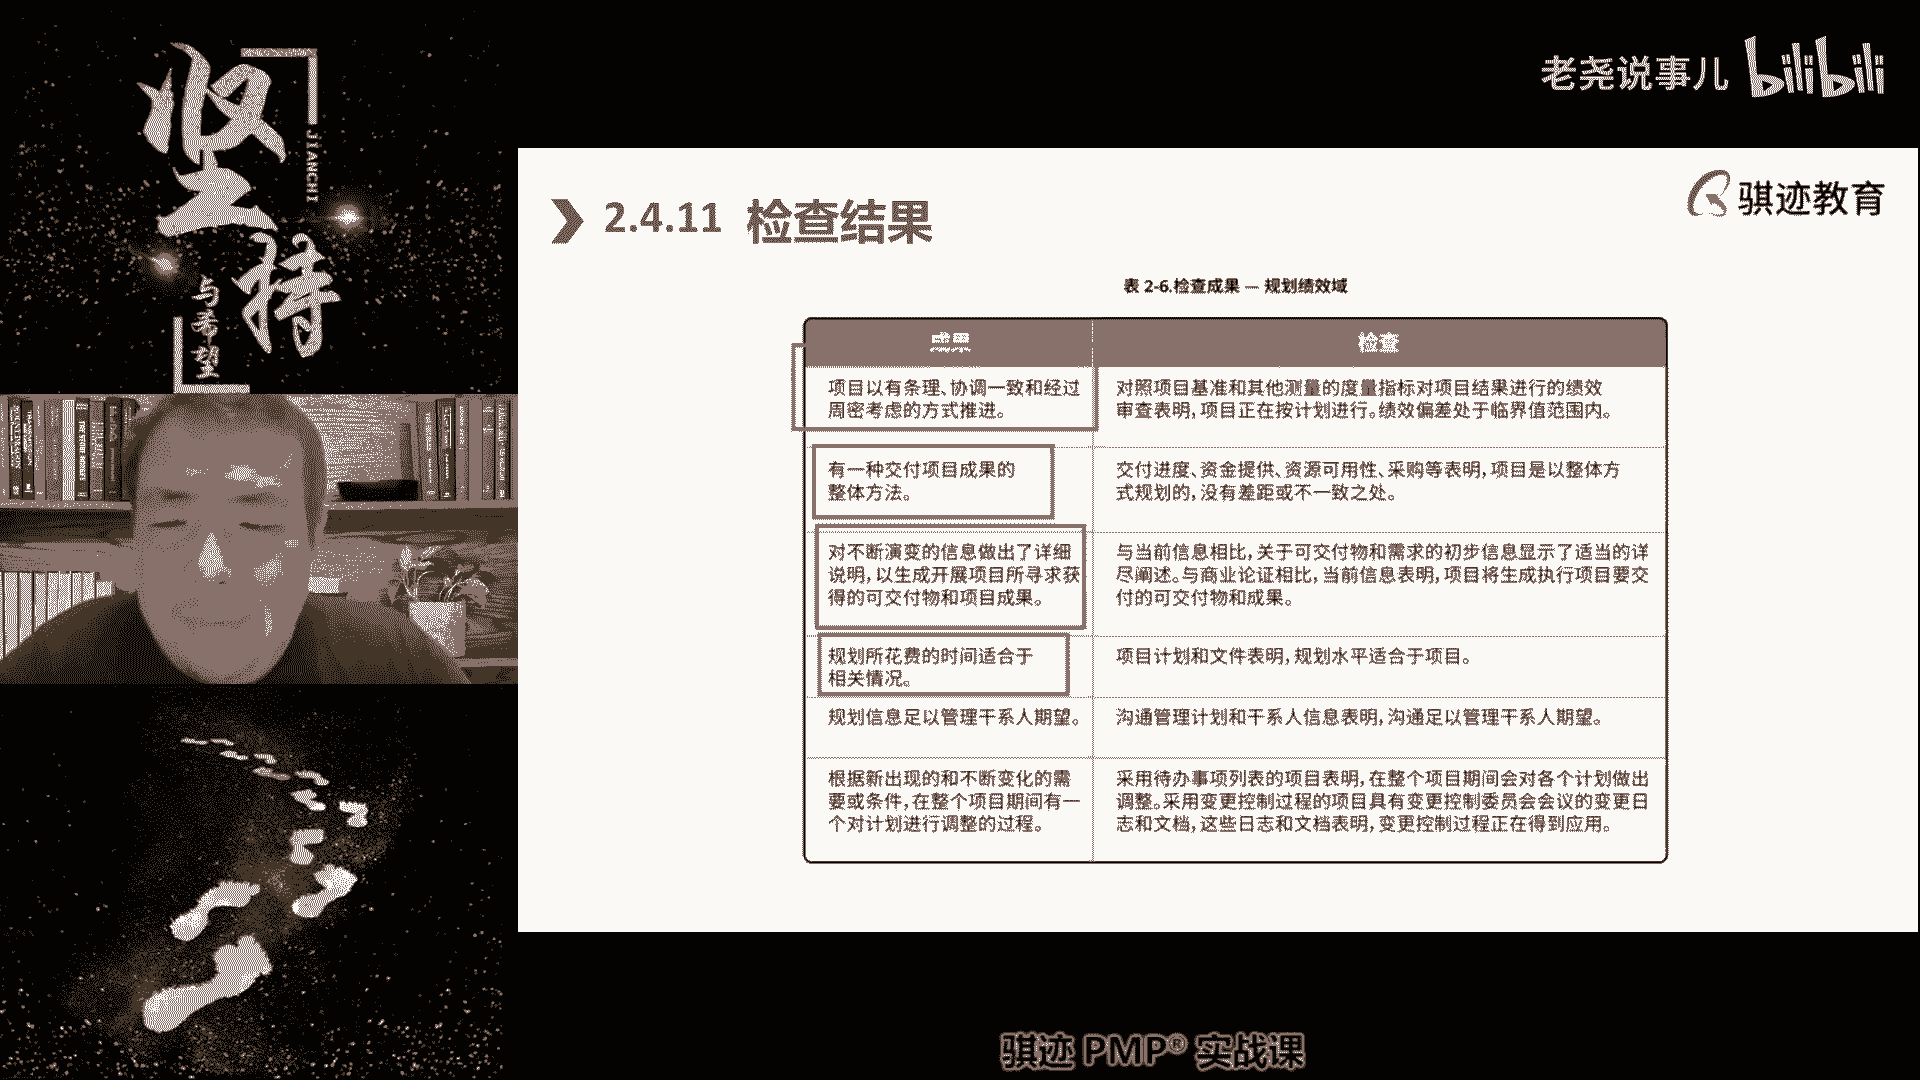 坚持
JIANCHI
与希望
老尧说事儿 bilibili
骐迹教育
2.4.11 检查结果
表 2-6.检查成果 — 规划绩效域
成果
检查
项目以有条理、协调一致和经过
周密考虑的方式推进。
对照项目基准和其他测量的度量指标对项目结果进行的绩效
审查表明,项目正在按计划进行。绩效偏差处于临界值范围内。
有一种交付项目成果的
整体方法。
交付进度、资金提供、资源可用性、采购等表明,项目是以整体方
式规划的,没有差距或不一致之处。
对不断演变的信息做出了详细
说明,以生成开展项目所寻求获
得的可交付物和项目成果。
与当前信息相比,关于可交付物和需求的初步信息显示了适当的详
尽阐述。与商业论证相比,当前信息表明,项目将生成执行项目要交
付的可交付物和成果。
规划所花费的时间适合于
相关情况。
项目计划和文件表明,规划水平适合于项目。
规划信息足以管理干系人期望。
沟通管理计划和干系人信息表明,沟通足以管理干系人期望。
根据新出现的和不断变化的需
要或条件,在整个项目期间有一
个对计划进行调整的过程。
采用待办事项列表的项目表明,在整个项目期间会对各个计划做出
调整。采用变更控制过程的项目具有变更控制委员会会议的变更日
志和文档,这些日志和文档表明,变更控制过程正在得到应用。
骐迹 PMP® 实战课